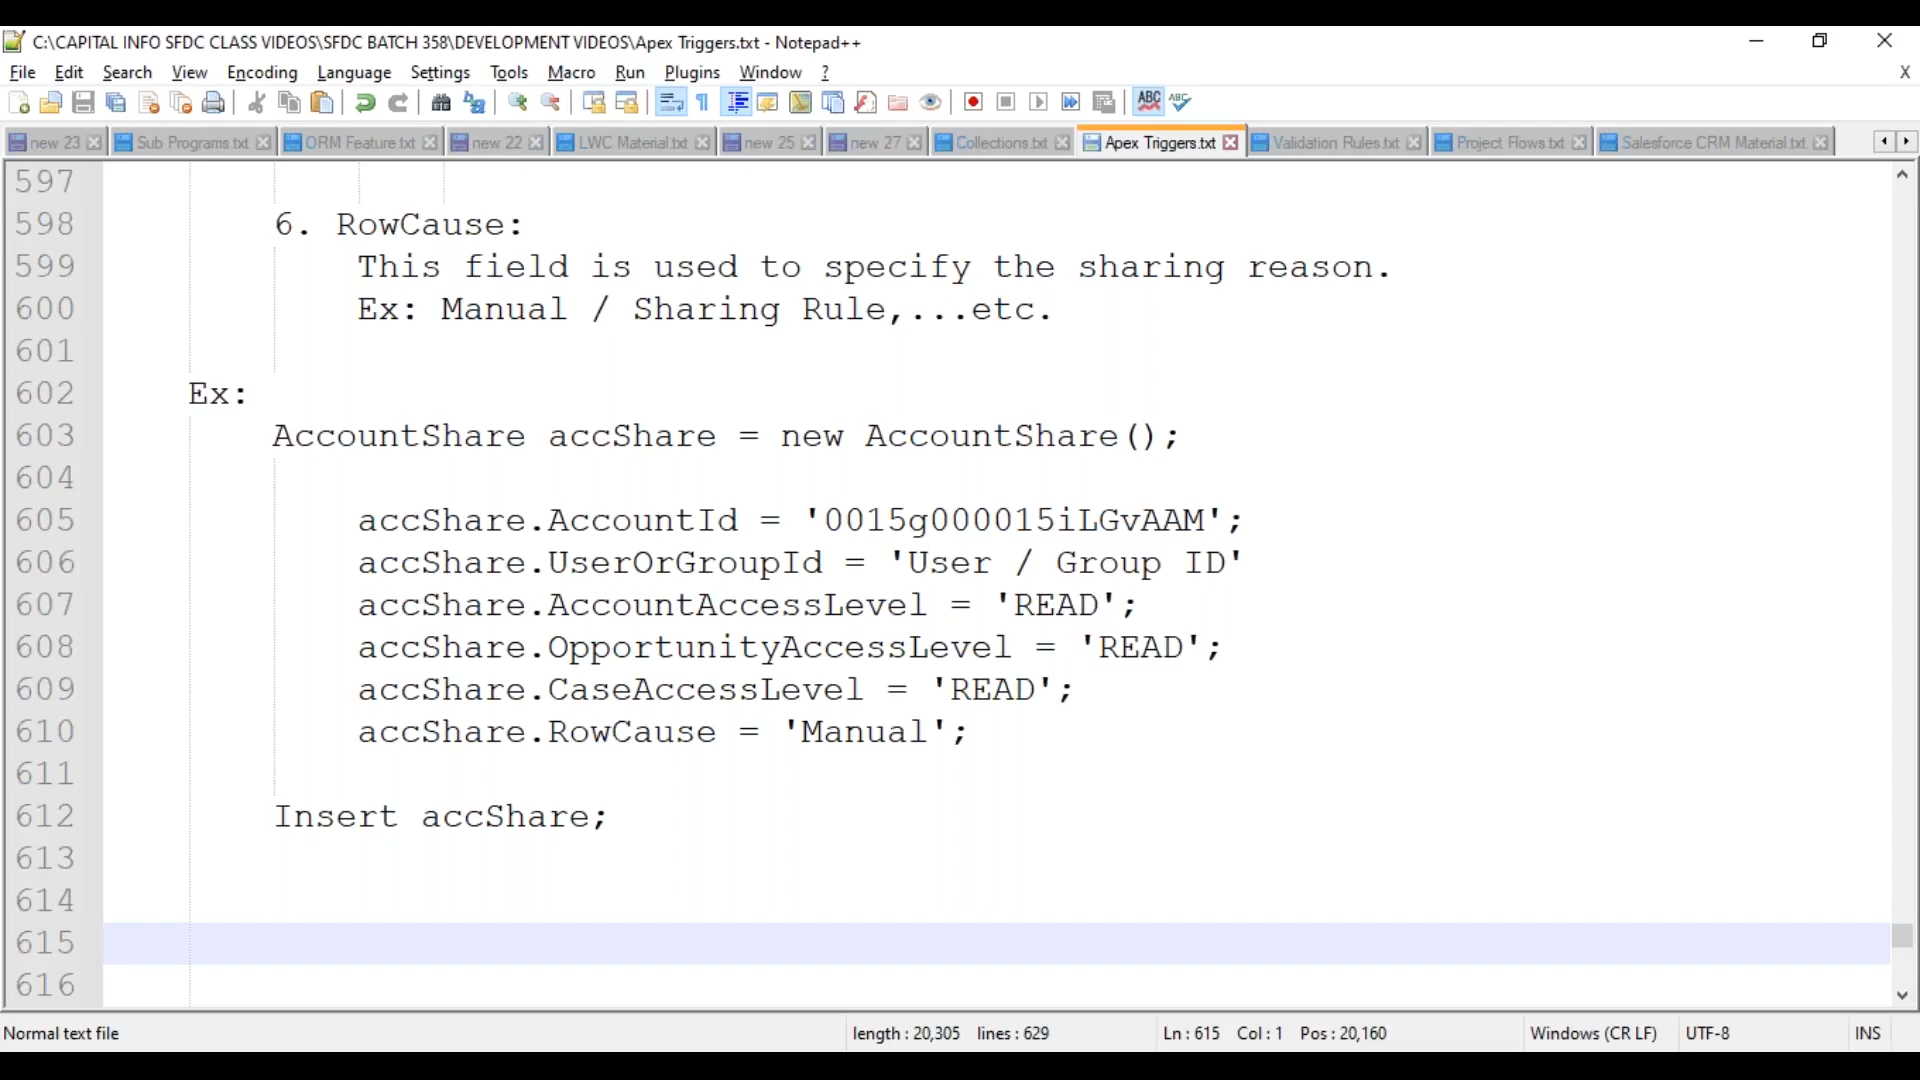 C:\CAPITAL INFO SFDC CLASS VIDEOS\SFDC BATCH 358\DEVELOPMENT VIDEOS\Apex Triggers.txt - Notepad++
File Edit Search View Encoding Language Settings Tools Macro Run Plugins Window ? X
ABC ABC
new 23 Sub Programs.txt ORM Feature.txt new 22 LWC Material.txt new 25 new 27 Collections.txt Apex Triggers.txt Validation Rules.txt Project Flows.txt Salesforce CRM Material.txt
597
598 6. RowCause:
599 This field is used to specify the sharing reason.
600 Ex: Manual / Sharing Rule,...etc.
601
602 Ex:
603 AccountShare accShare = new AccountShare();
604
605 accShare.AccountId = '0015g000015iLGvAAM';
606 accShare.UserOrGroupId = 'User / Group ID'
607 accShare.AccountAccessLevel = 'READ';
608 accShare.OpportunityAccessLevel = 'READ';
609 accShare.CaseAccessLevel = 'READ';
610 accShare.RowCause = 'Manual';
611
612 Insert accShare;
613
614
615
616
Normal text file length : 20,305 lines : 629 Ln : 615 Col : 1 Pos : 20,160 Windows (CR LF) UTF-8 INS